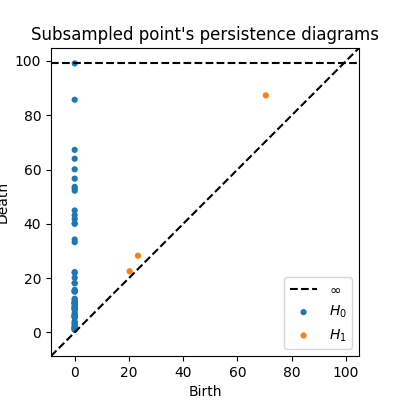 Subsampled point's persistence diagrams
100
80
60
40
20
0
Death
0 20 40 60 80 100
Birth
∞
H₀
H₁